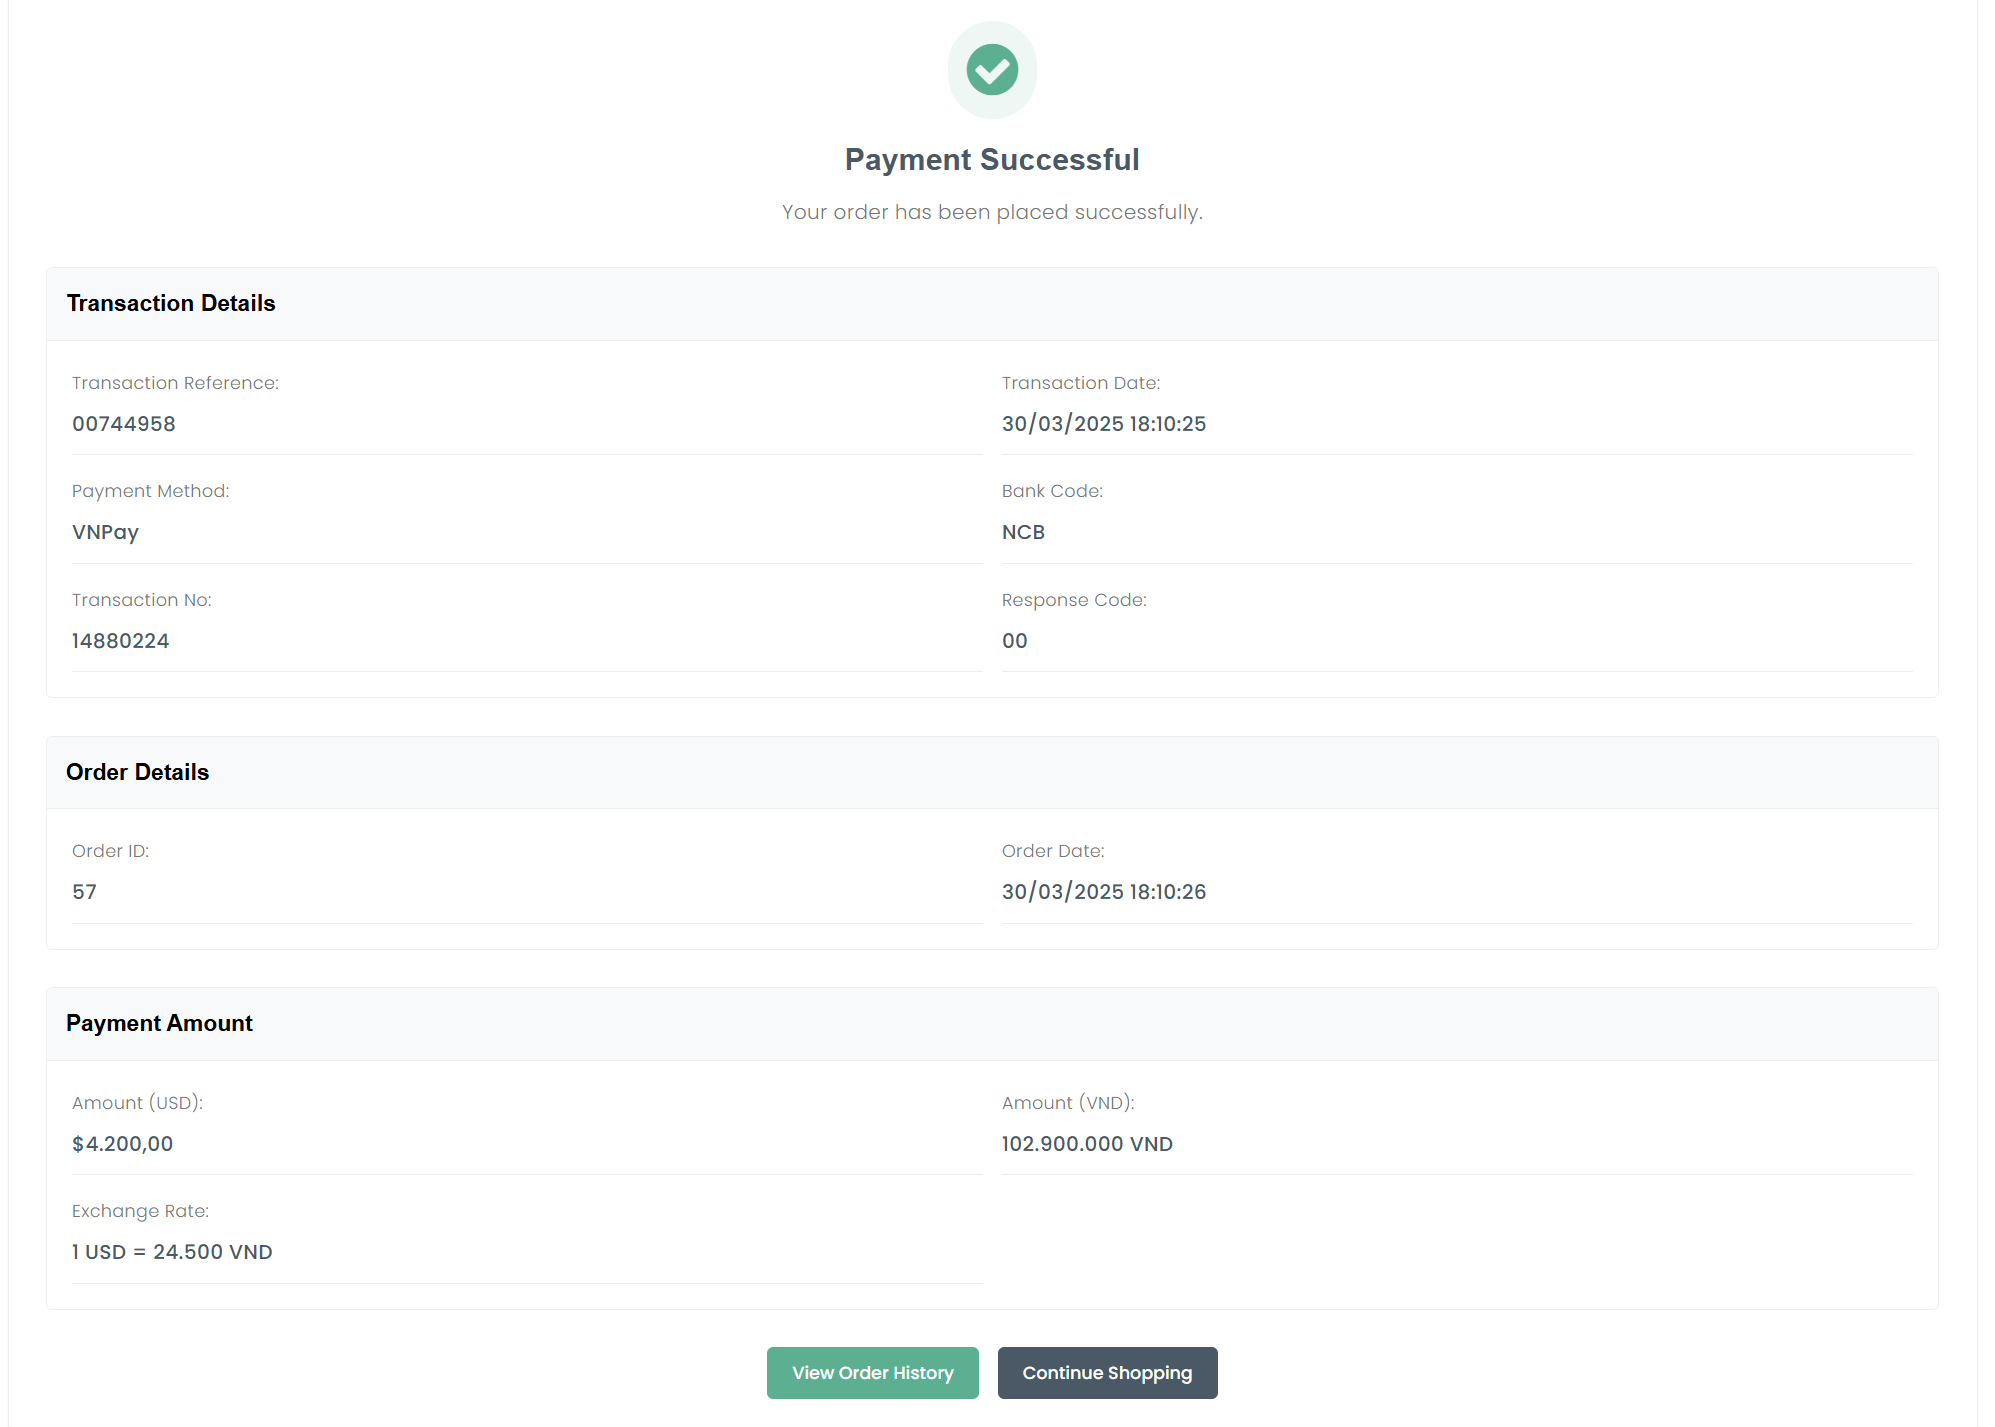 Payment Successful
Your order has been placed successfully.
Transaction Details
Transaction Reference:
00744958
Transaction Date:
30/03/2025 18:10:25
Payment Method:
VNPay
Bank Code:
NCB
Transaction No:
14880224
Response Code:
00
Order Details
Order ID:
57
Order Date:
30/03/2025 18:10:26
Payment Amount
Amount (USD):
$4.200,00
Amount (VND):
102.900.000 VND
Exchange Rate:
1 USD = 24.500 VND
View Order History
Continue Shopping